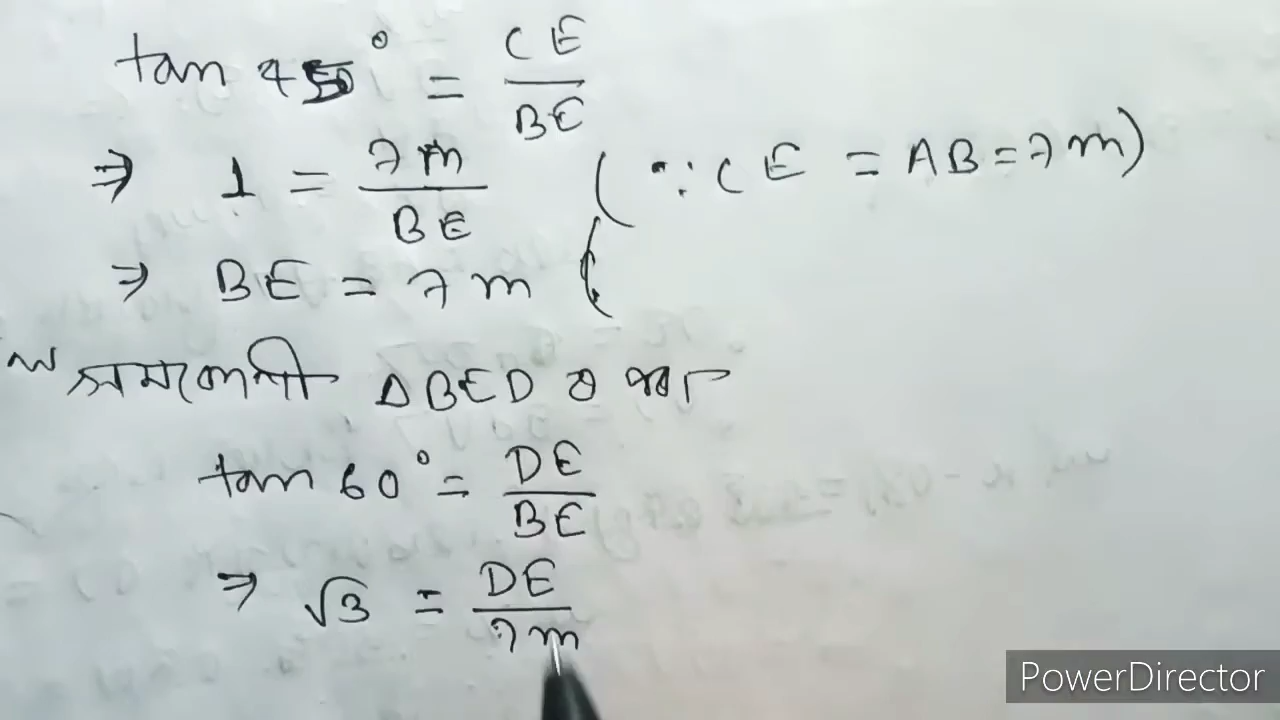 tan 45° = CE/BE
⇒ 1 = 7m/BE (∵ CE = AB = 7m)
⇒ BE = 7m (
সমকোণী ΔBED ৰ পৰা
tan 60° = DE/BE
⇒ √3 = DE/7m
PowerDirector